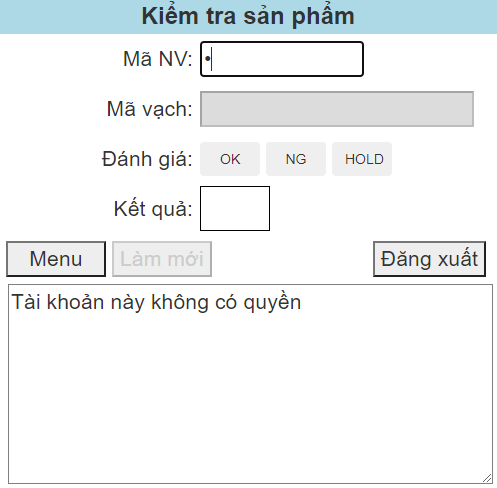 Kiểm tra sản phẩm
Mã NV: •
Mã vạch:
Đánh giá: OK NG HOLD
Kết quả:
Menu Làm mới Đăng xuất
Tài khoản này không có quyền